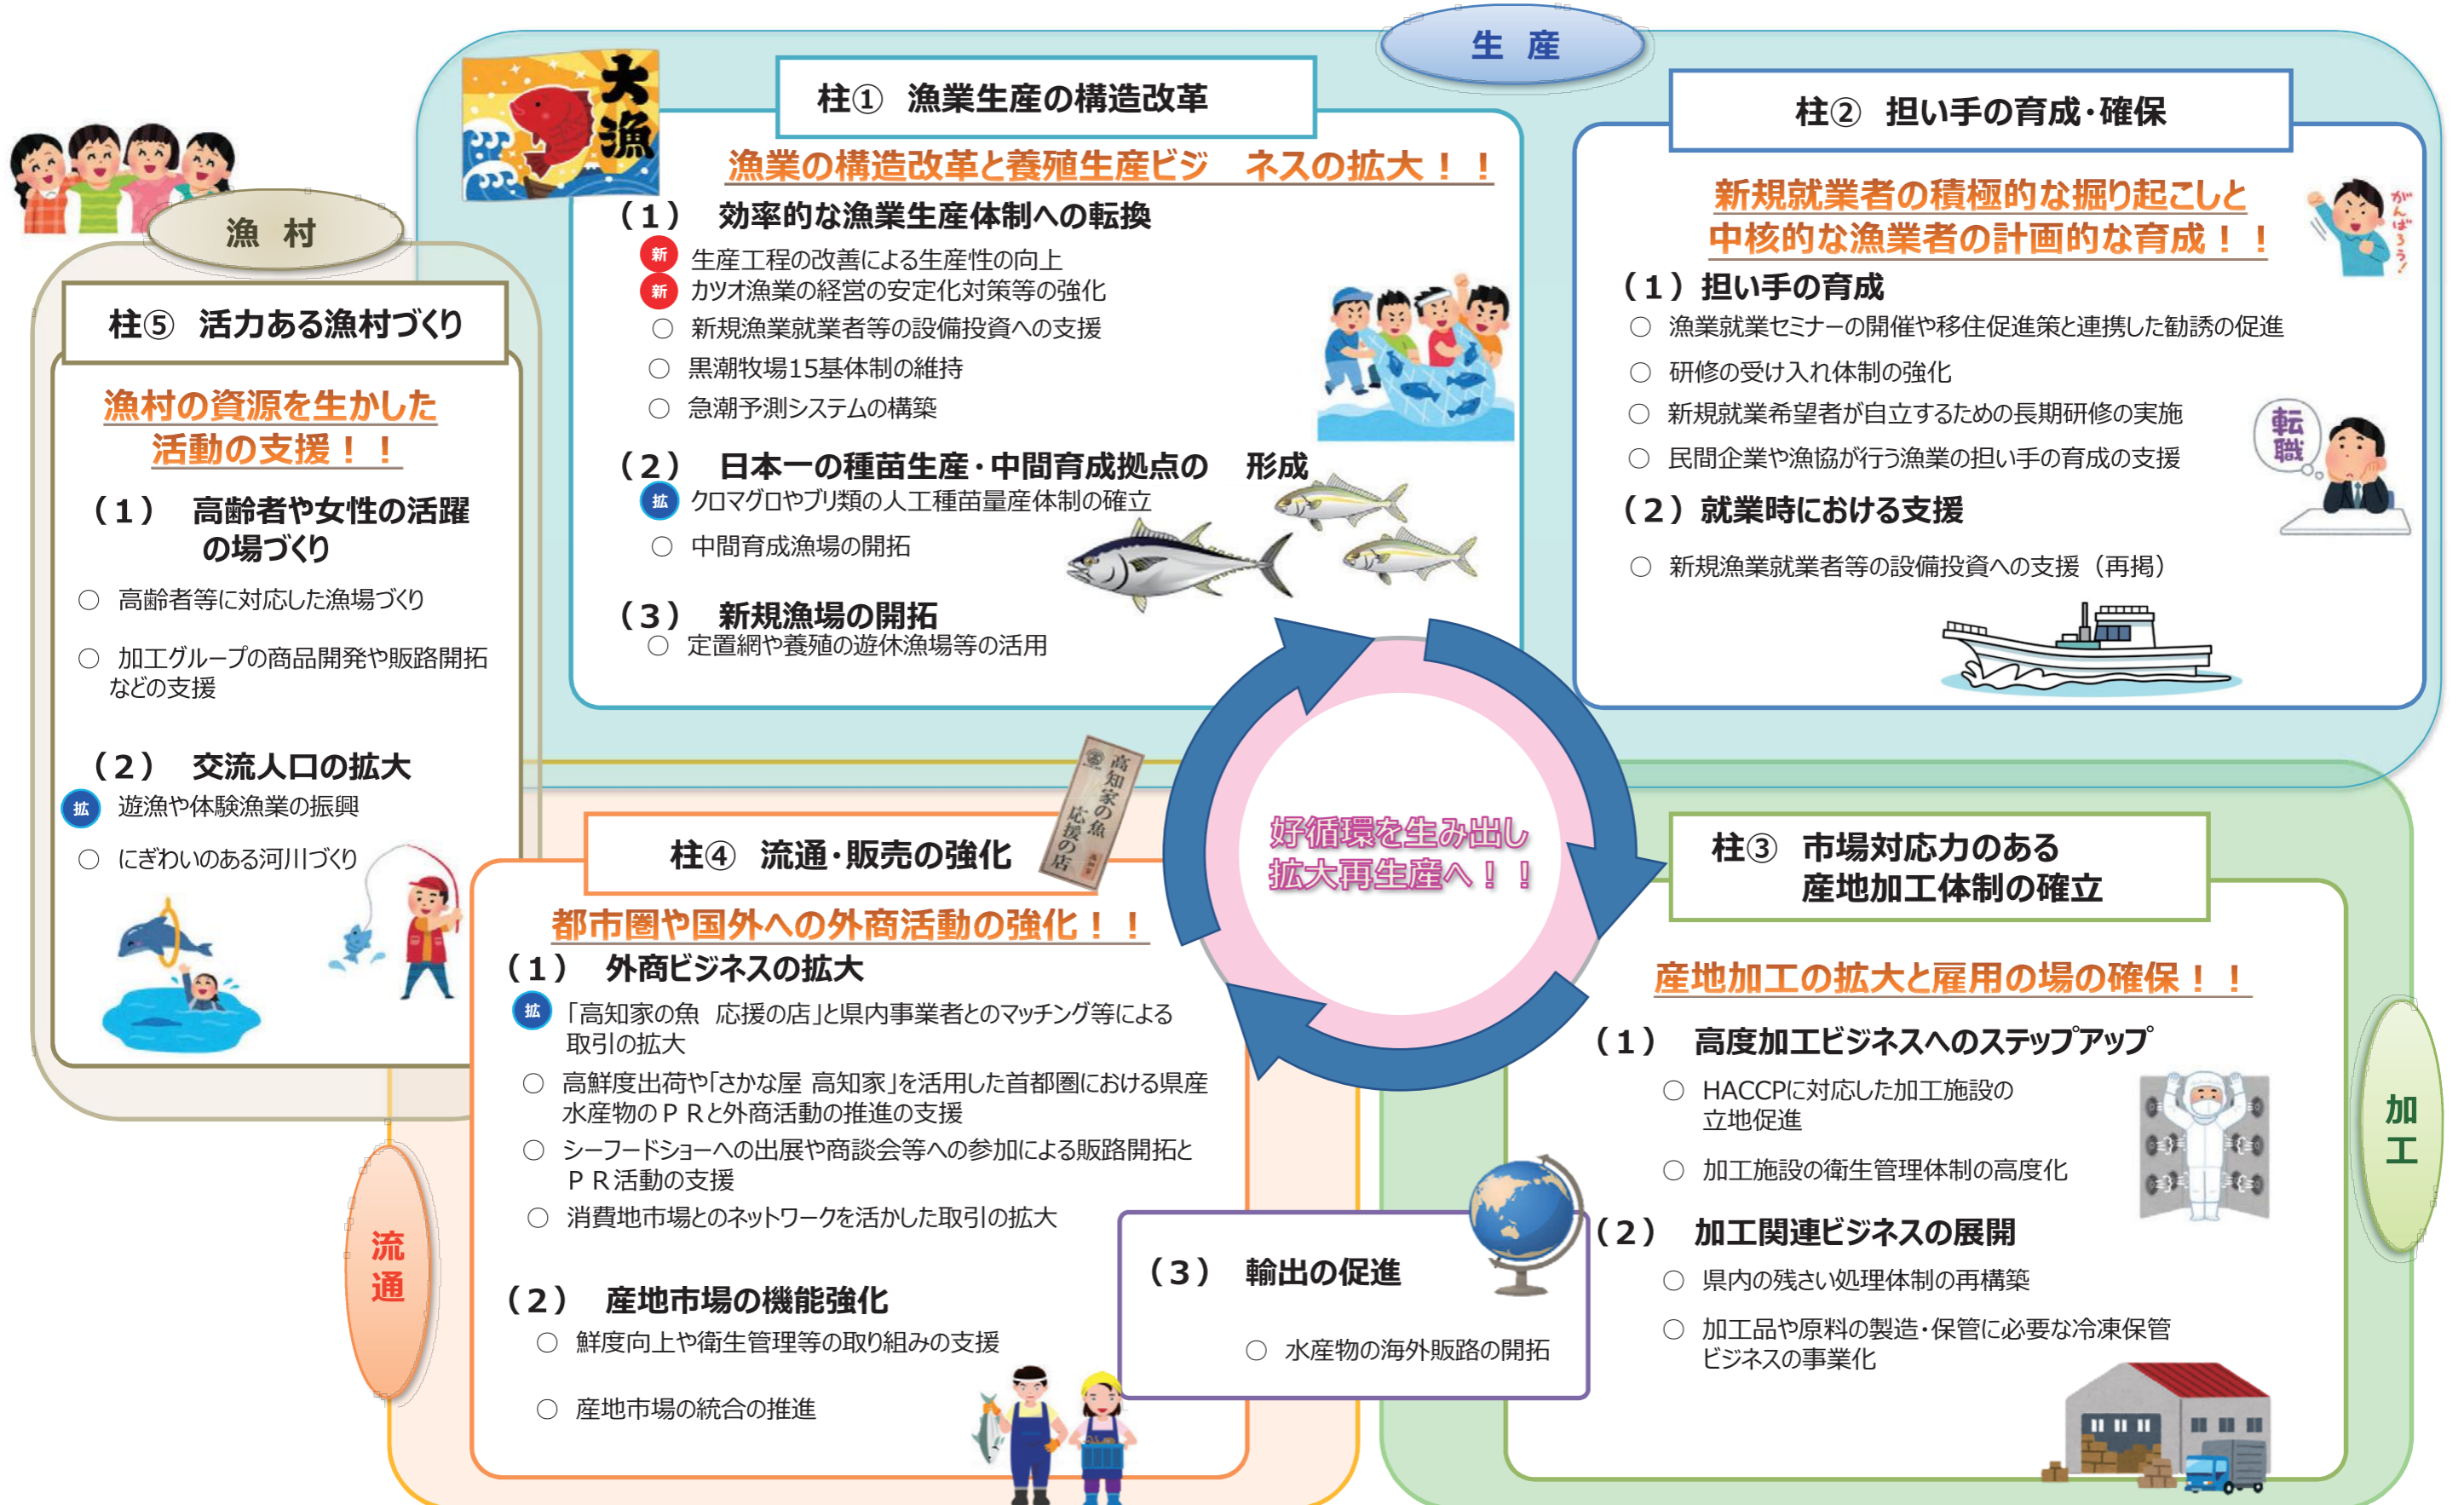 生 産
大漁
柱① 漁業生産の構造改革
漁業の構造改革と養殖生産ビジ ネスの拡大！！
（１） 効率的な漁業生産体制への転換
新 生産工程の改善による生産性の向上
新 カツオ漁業の経営の安定化対策等の強化
○ 新規漁業就業者等の設備投資への支援
○ 黒潮牧場15基体制の維持
○ 急潮予測システムの構築
（２） 日本一の種苗生産・中間育成拠点の 形成
拡 クロマグロやブリ類の人工種苗量産体制の確立
○ 中間育成漁場の開拓
（３） 新規漁場の開拓
○ 定置網や養殖の遊休漁場等の活用
柱② 担い手の育成・確保
新規就業者の積極的な掘り起こしと
中核的な漁業者の計画的な育成！！
がんばろう！
（１）担い手の育成
○ 漁業就業セミナーの開催や移住促進策と連携した勧誘の促進
○ 研修の受け入れ体制の強化
○ 新規就業希望者が自立するための長期研修の実施
○ 民間企業や漁協が行う漁業の担い手の育成の支援
転職
（２）就業時における支援
○ 新規漁業就業者等の設備投資への支援（再掲）
漁 村
柱⑤ 活力ある漁村づくり
漁村の資源を生かした
活動の支援！！
（１） 高齢者や女性の活躍
の場づくり
○ 高齢者等に対応した漁場づくり
○ 加工グループの商品開発や販路開拓
などの支援
（２） 交流人口の拡大
拡 遊漁や体験漁業の振興
○ にぎわいのある河川づくり
好循環を生み出し
拡大再生産へ！！
流通
柱④ 流通・販売の強化
高知家の魚
応援の店
都市圏や国外への外商活動の強化！！
（１） 外商ビジネスの拡大
拡 「高知家の魚 応援の店」と県内事業者とのマッチング等による
取引の拡大
○ 高鮮度出荷や「さかな屋 高知家」を活用した首都圏における県産
水産物のＰＲと外商活動の推進の支援
○ シーフードショーへの出展や商談会等への参加による販路開拓と
ＰＲ活動の支援
○ 消費地市場とのネットワークを活かした取引の拡大
（２） 産地市場の機能強化
○ 鮮度向上や衛生管理等の取り組みの支援
○ 産地市場の統合の推進
（３） 輸出の促進
○ 水産物の海外販路の開拓
加工
柱③ 市場対応力のある
産地加工体制の確立
産地加工の拡大と雇用の場の確保！！
（１） 高度加工ビジネスへのステップアップ
○ HACCPに対応した加工施設の
立地促進
○ 加工施設の衛生管理体制の高度化
（２） 加工関連ビジネスの展開
○ 県内の残さい処理体制の再構築
○ 加工品や原料の製造・保管に必要な冷凍保管
ビジネスの事業化